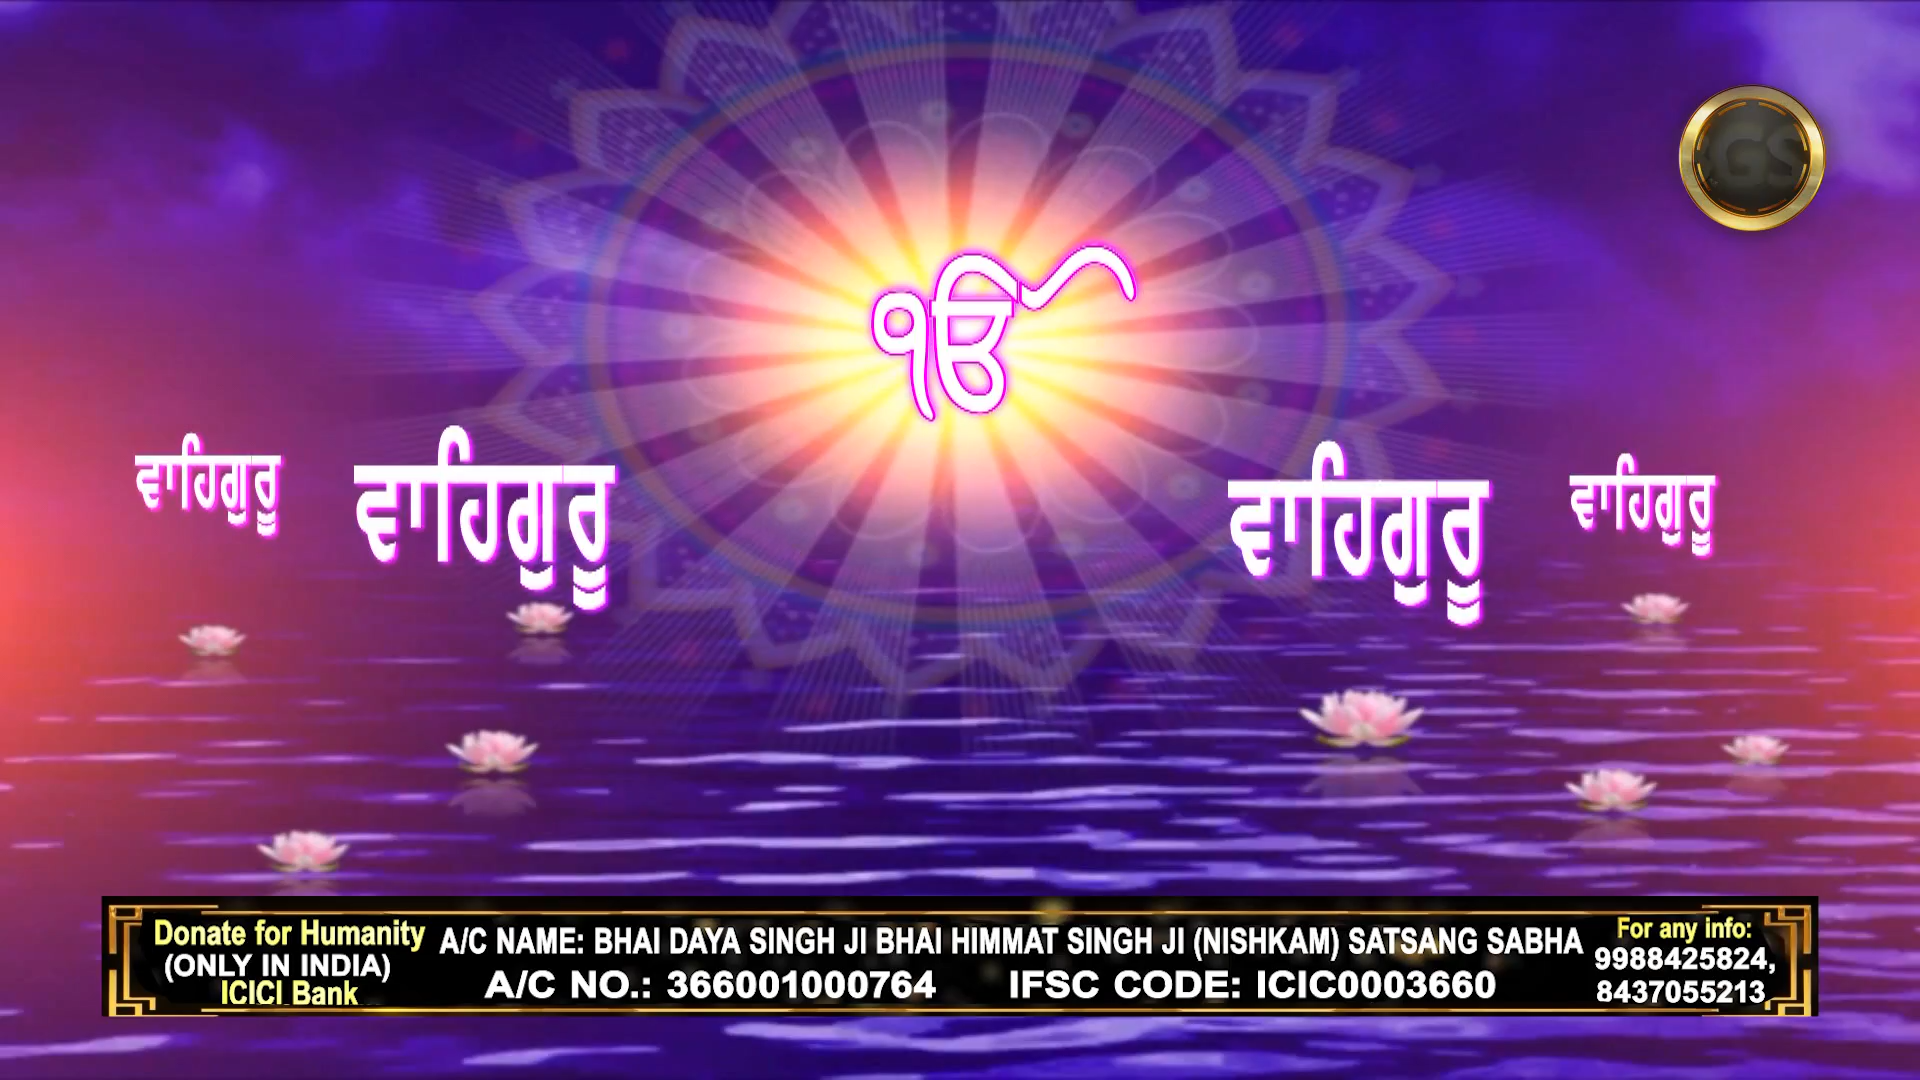 GS
ੴ
ਵਾਹਿਗੁਰੂ ਵਾਹਿਗੁਰੂ ਵਾਹਿਗੁਰੂ ਵਾਹਿਗੁਰੂ
Donate for Humanity
(ONLY IN INDIA)
ICICI Bank
A/C NAME: BHAI DAYA SINGH JI BHAI HIMMAT SINGH JI (NISHKAM) SATSANG SABHA
A/C NO.: 366001000764 IFSC CODE: ICIC0003660
For any info:
9988425824,
8437055213,